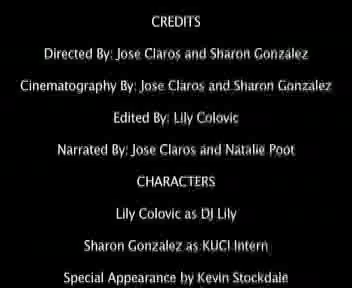 CREDITS
Directed By: Jose Claros and Sharon Gonzalez
Cinematography By: Jose Claros and Sharon Gonzalez
Edited By: Lily Colovic
Narrated By: Jose Claros and Natalie Poot
CHARACTERS
Lily Colovic as DJ Lily
Sharon Gonzalez as KUCI Intern
Special Appearance by Kevin Stockdale